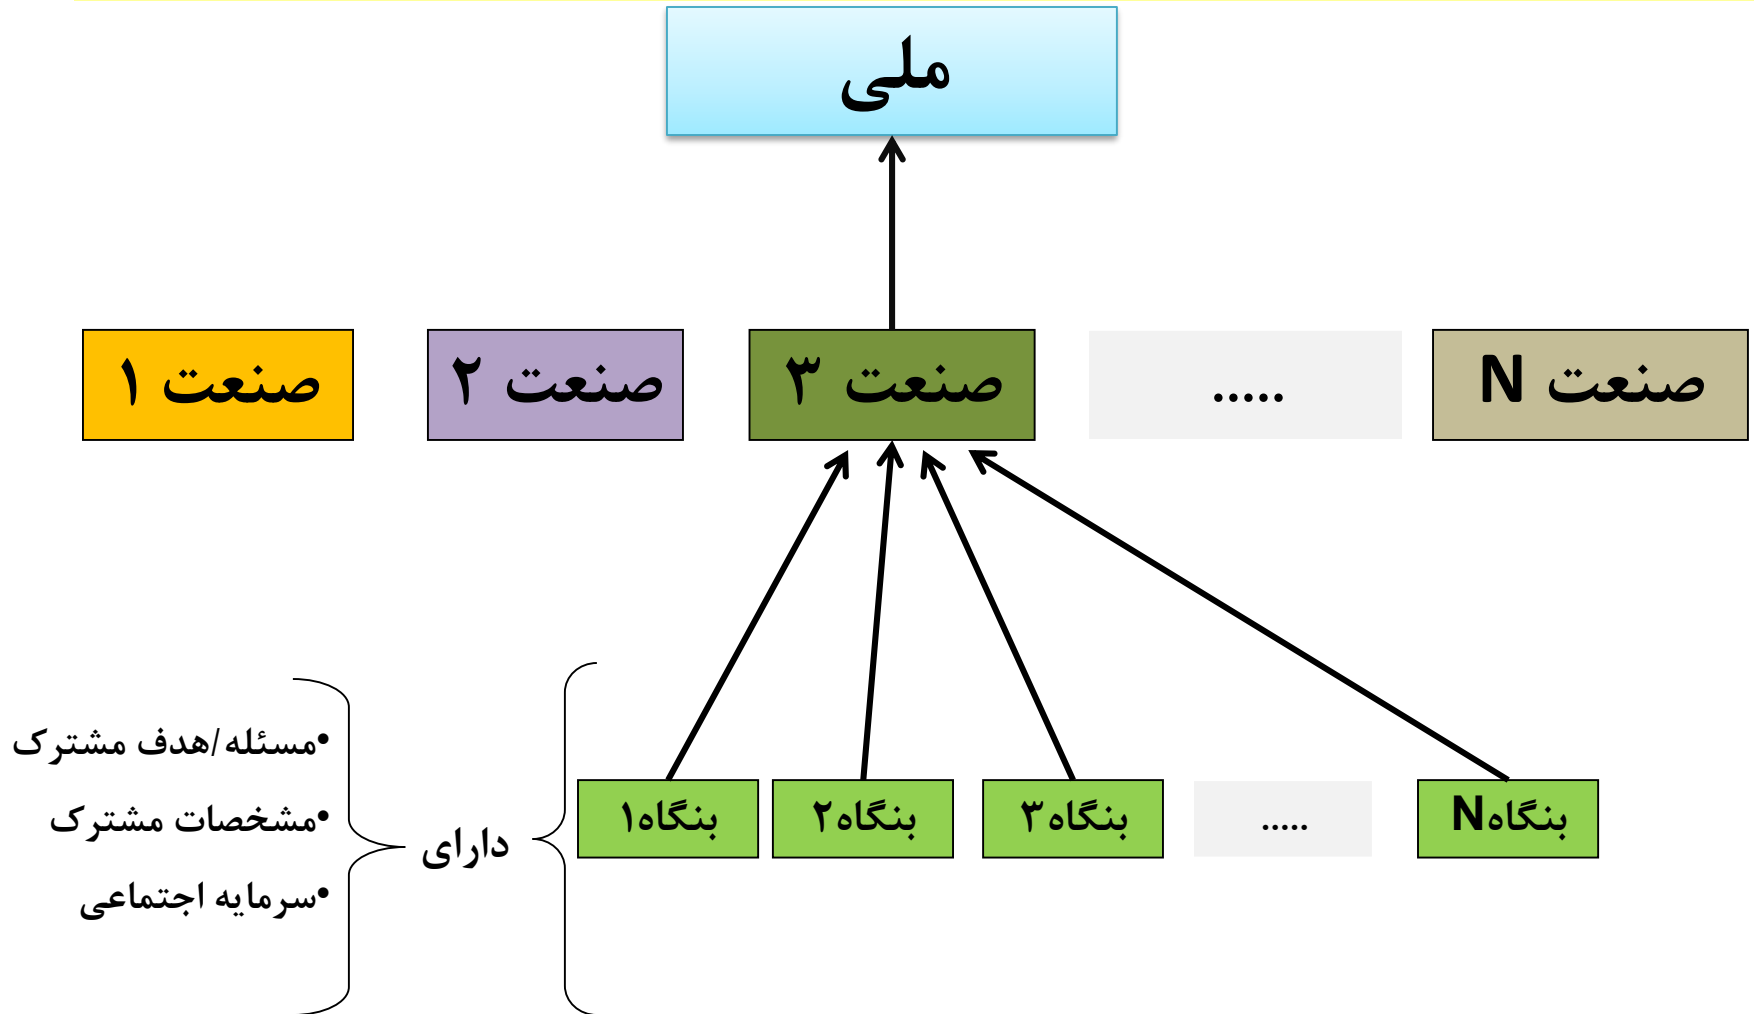 ملی
صنعت ۱
صنعت ۲
صنعت ۳
.....
صنعت N
بنگاه۱
بنگاه۲
بنگاه۳
.....
بنگاهN
دارای
•مسئله/هدف مشترک
•مشخصات مشترک
•سرمایه اجتماعی